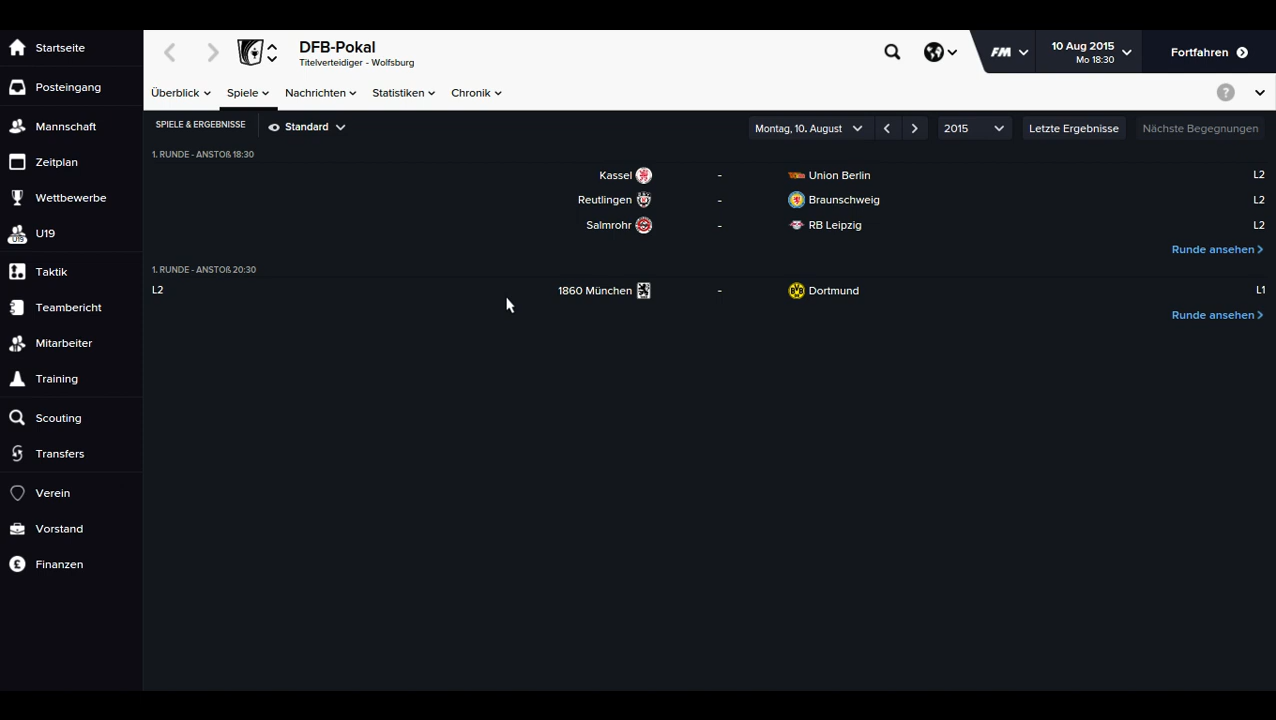 Startseite
Posteingang
Mannschaft
Zeitplan
Wettbewerbe
U19
U19
Taktik
Teambericht
Mitarbeiter
Training
Scouting
Transfers
Verein
Vorstand
Finanzen
DFB-Pokal
Titelverteidiger - Wolfsburg
FM
10 Aug 2015
Mo 18:30
Fortfahren
Überblick Spiele Nachrichten Statistiken Chronik ?
SPIELE & ERGEBNISSE Standard Montag, 10. August 2015 Letzte Ergebnisse Nächste Begegnungen
1. RUNDE - ANSTOß 18:30
Kassel - Union Berlin L2
Reutlingen - Braunschweig L2
Salmrohr - RB Leipzig L2
Runde ansehen >
1. RUNDE - ANSTOß 20:30
L2 1860 München - Dortmund L1
Runde ansehen >